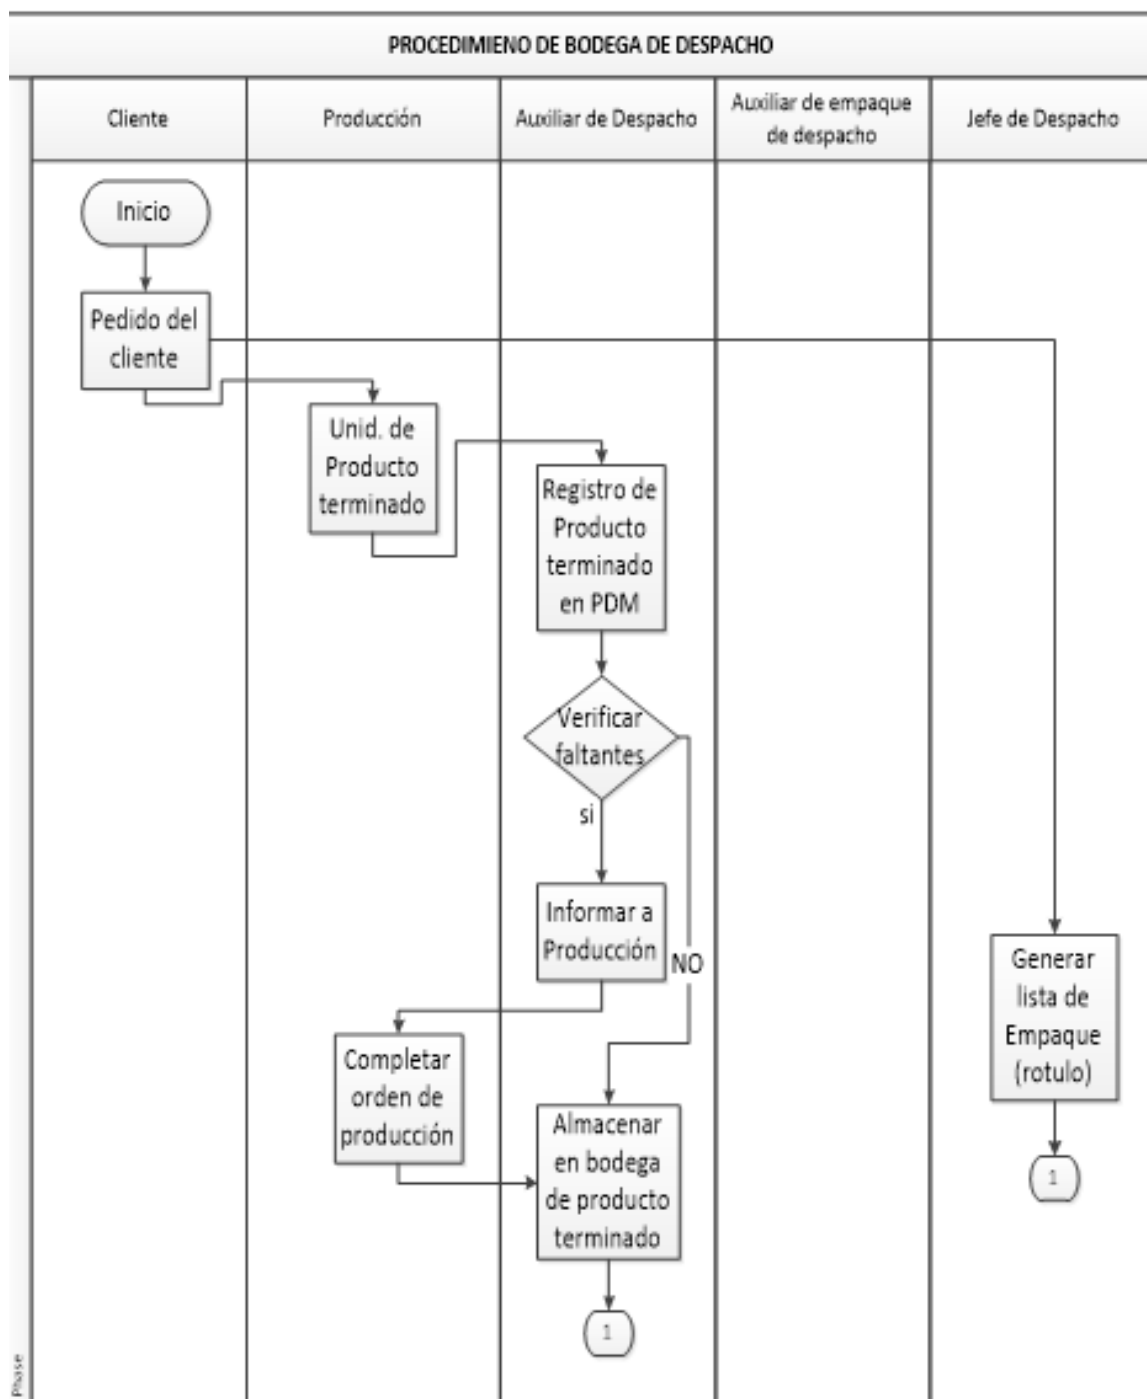 PROCEDIMIENO DE BODEGA DE DESPACHO
Cliente
Producción
Auxiliar de Despacho
Auxiliar de empaque
de despacho
Jefe de Despacho
Inicio
Pedido del
cliente
Unid. de
Producto
terminado
Registro de
Producto
terminado
en PDM
Verificar
faltantes
si
Informar a
Producción
NO
Generar
lista de
Empaque
(rotulo)
Completar
orden de
producción
Almacenar
en bodega
de producto
terminado
1
1
Phase